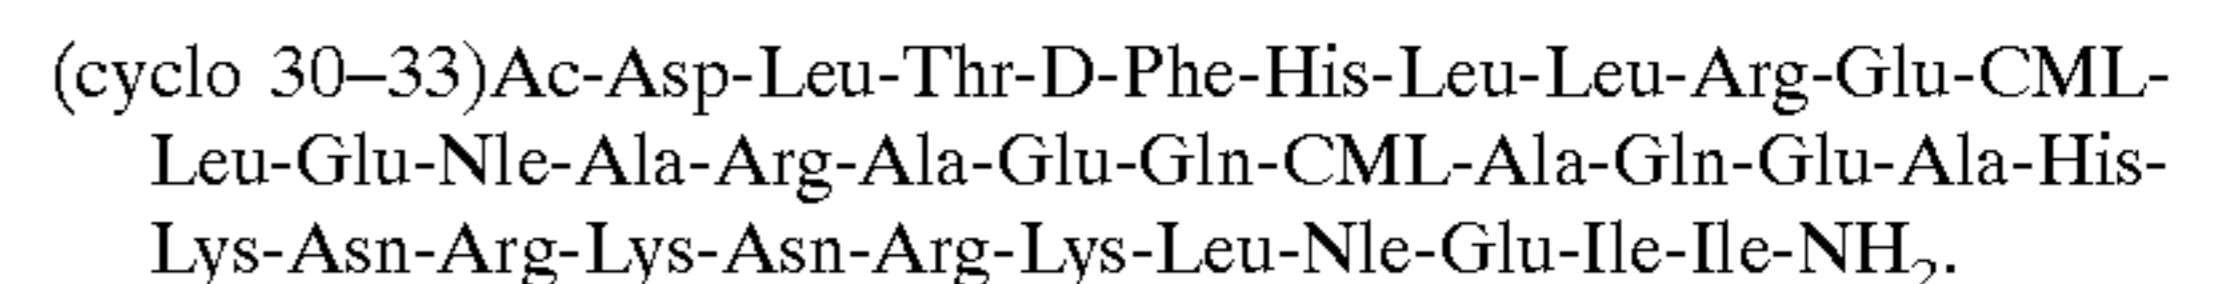 (cyclo 30–33)Ac-Asp-Leu-Thr-D-Phe-His-Leu-Leu-Arg-Glu-CML-
Leu-Glu-Nle-Ala-Arg-Ala-Glu-Gln-CML-Ala-Gln-Glu-Ala-His-
Lys-Asn-Arg-Lys-Asn-Arg-Lys-Leu-Nle-Glu-Ile-Ile-NH₂.